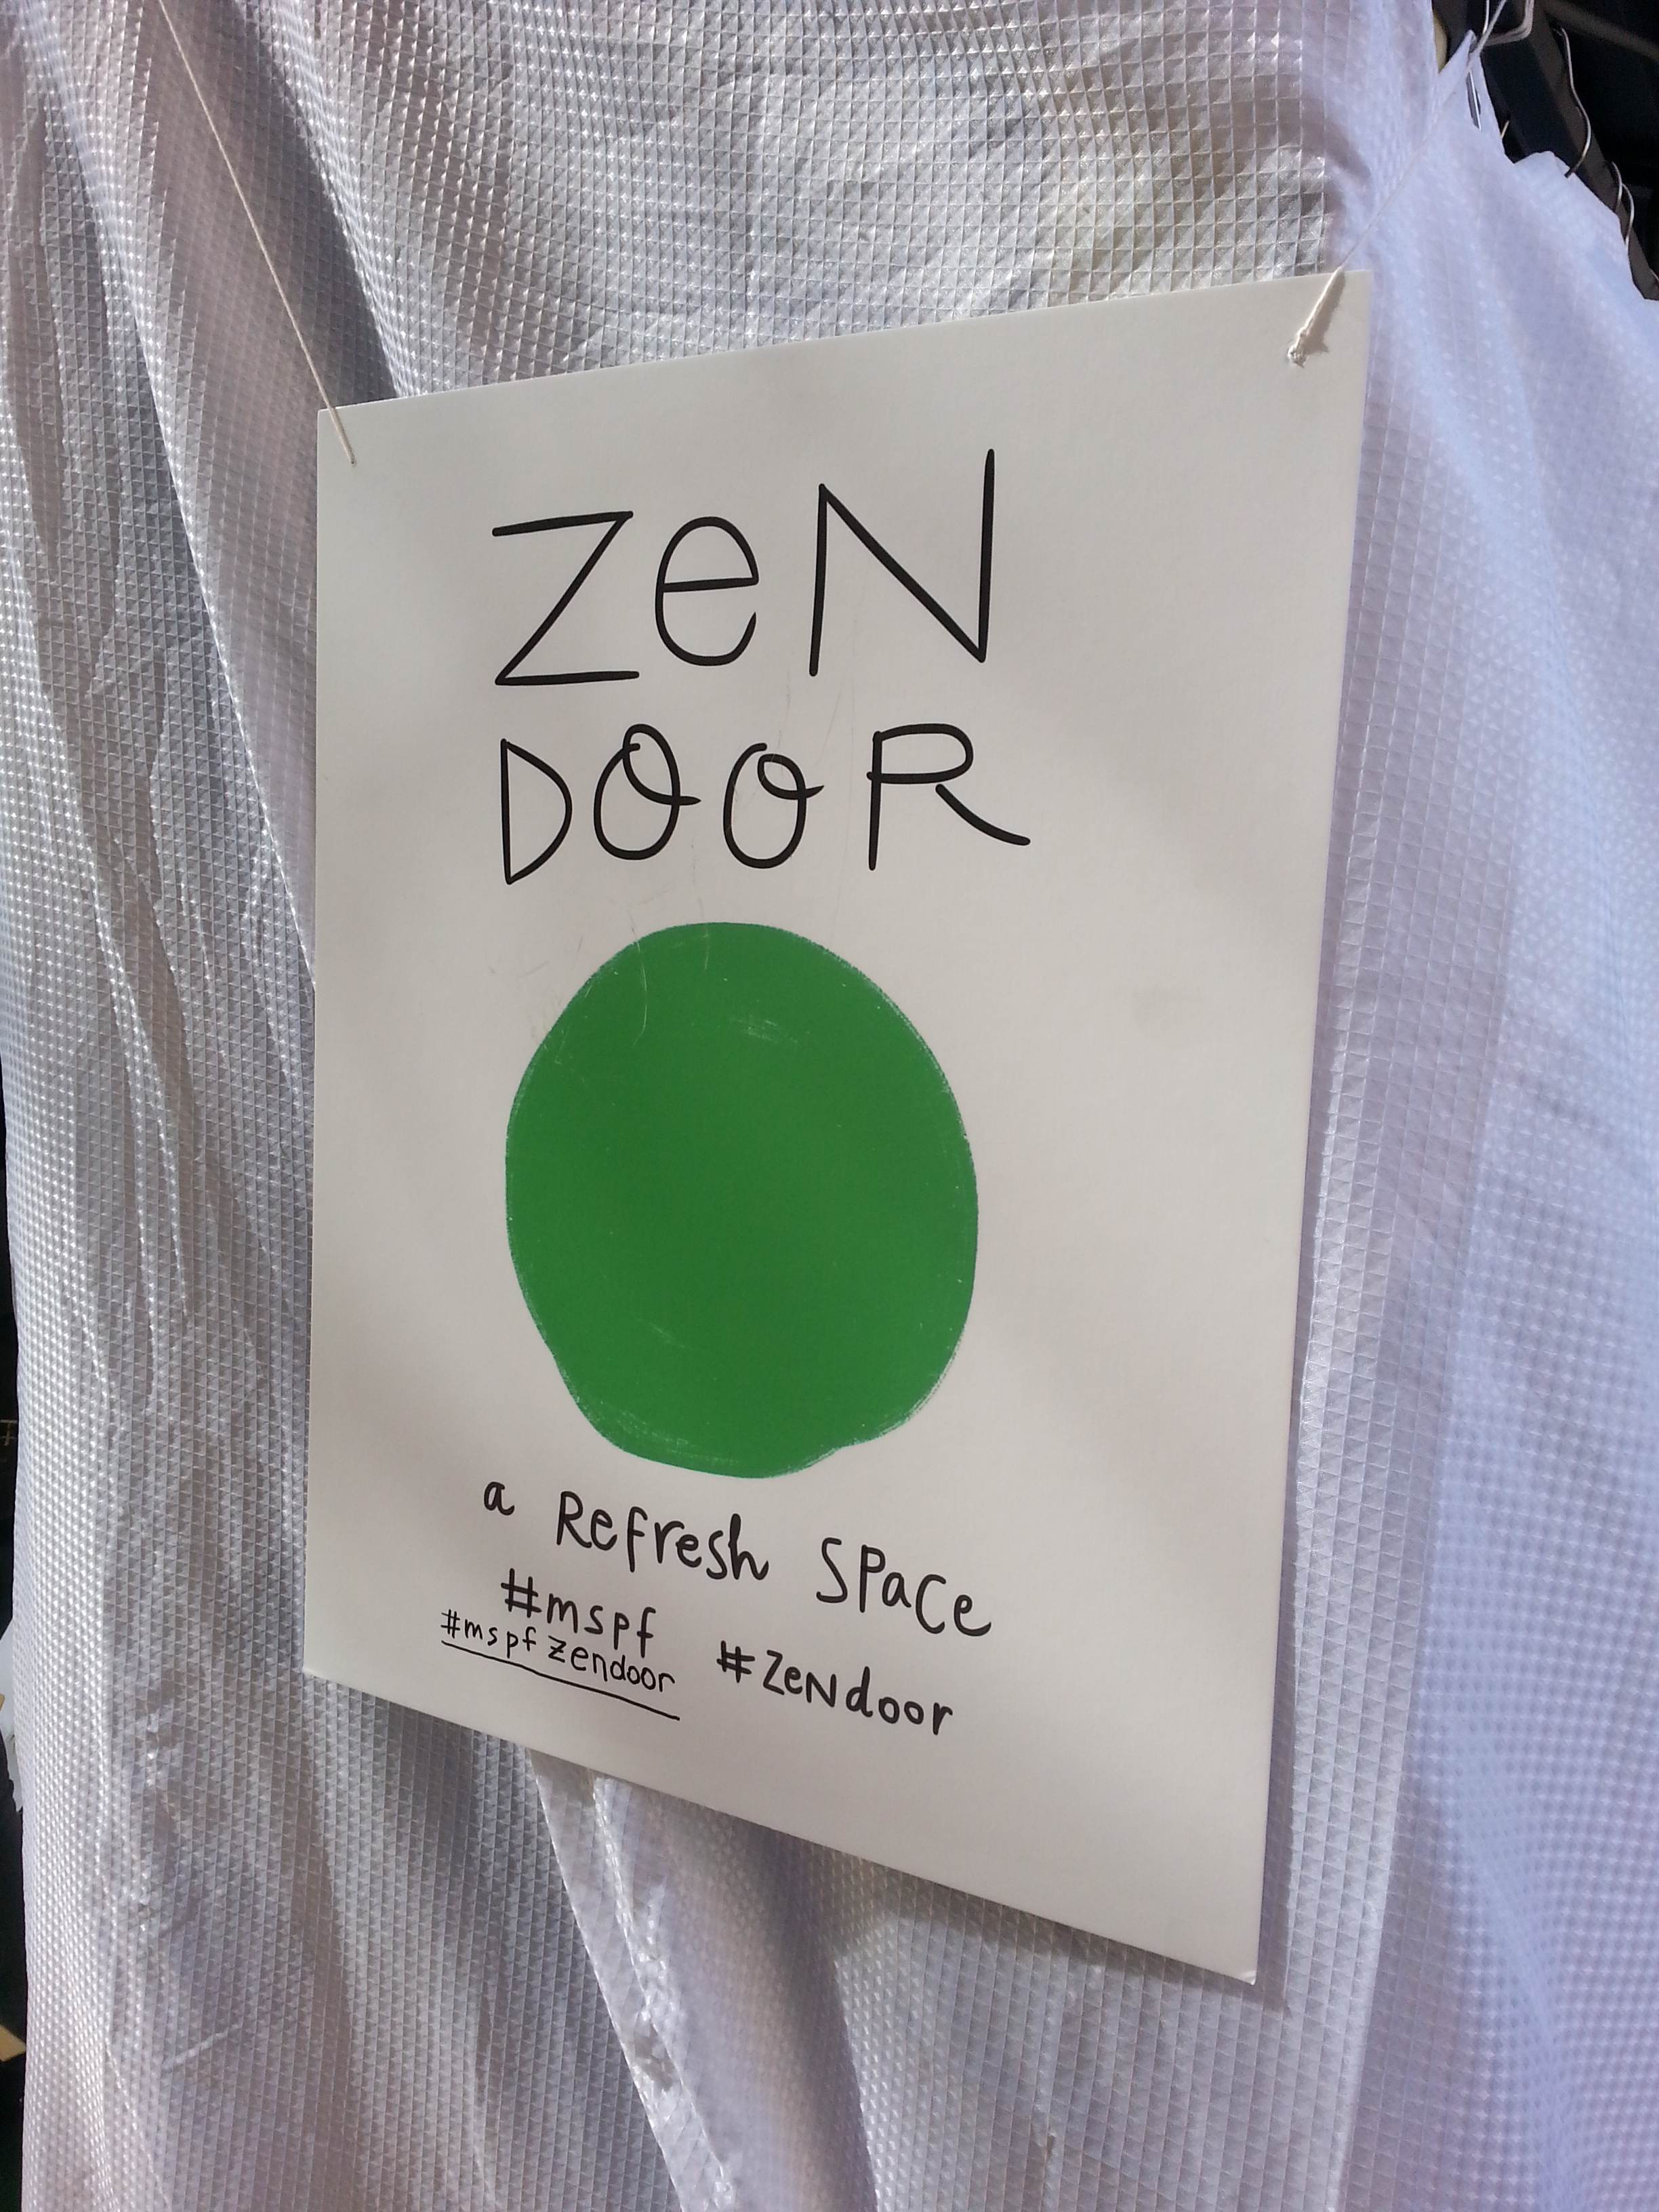 ZeN
DOOR
a Refresh SPace
#mspf #ZeNdoor
#mspf zendoor